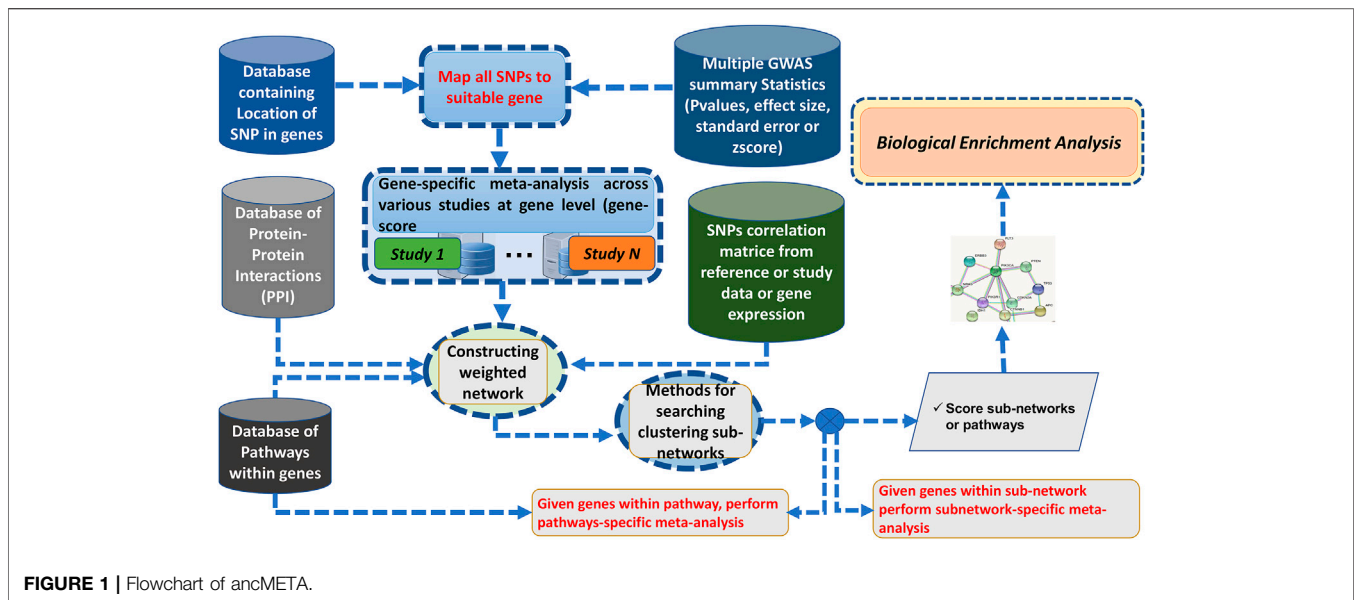 Database
containing
Location of
SNP in genes
Map all SNPs to
suitable gene
Multiple GWAS
summary Statistics
(Pvalues, effect size,
standard error or
zscore)
Biological Enrichment Analysis
Gene-specific meta-analysis across
various studies at gene level (gene-
score
Study 1
...
Study N
Database of
Protein-
Protein
Interactions
(PPI)
SNPs correlation
matrice from
reference or study
data or gene
expression
Constructing
weighted
network
Methods for
searching
clustering sub-
networks
✓ Score sub-networks
or pathways
Database of
Pathways
within genes
Given genes within pathway, perform
pathways-specific meta-analysis
Given genes within sub-network
perform subnetwork-specific meta-
analysis
FIGURE 1 | Flowchart of ancMETA.